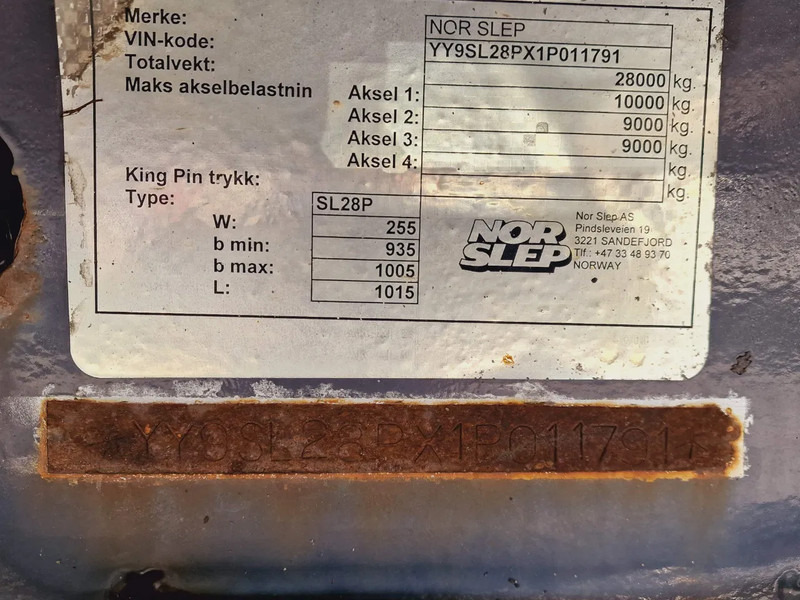 Merke: NOR SLEP
VIN-kode: YY9SL28PX1P011791
Totalvekt: 28000 kg.
Maks akselbelastnin Aksel 1: 10000 kg.
Aksel 2: 9000 kg.
Aksel 3: 9000 kg.
Aksel 4: kg.
King Pin trykk: kg.
Type: SL28P
W: 255
b min: 935
b max: 1005
L: 1015
NOR SLEP
Nor Slep AS
Pindsleveien 19
3221 SANDEFJORD
Tlf.: +47 33 48 93 70
NORWAY
YY9SL28PX1P011791